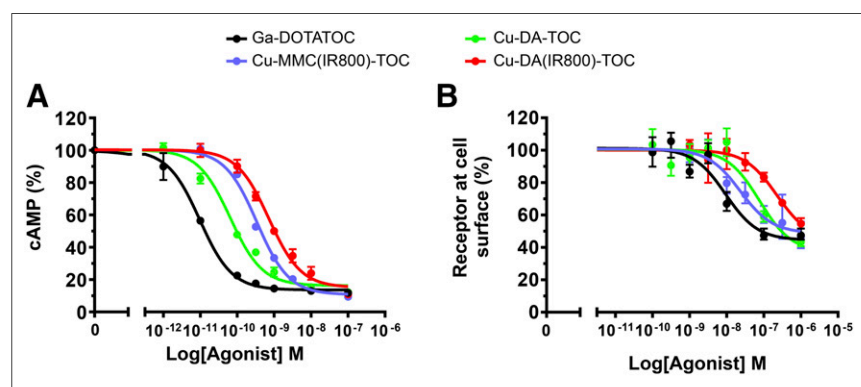 Ga-DOTATOC Cu-DA-TOC
Cu-MMC(IR800)-TOC Cu-DA(IR800)-TOC
A
120
100
80
60
40
20
0
cAMP (%)
0 10-12 10-11 10-10 10-9 10-8 10-7 10-6
Log[Agonist] M
B
120
100
80
60
40
20
0
Receptor at cell
surface (%)
0 10-11 10-10 10-9 10-8 10-7 10-6 10-5
Log[Agonist] M